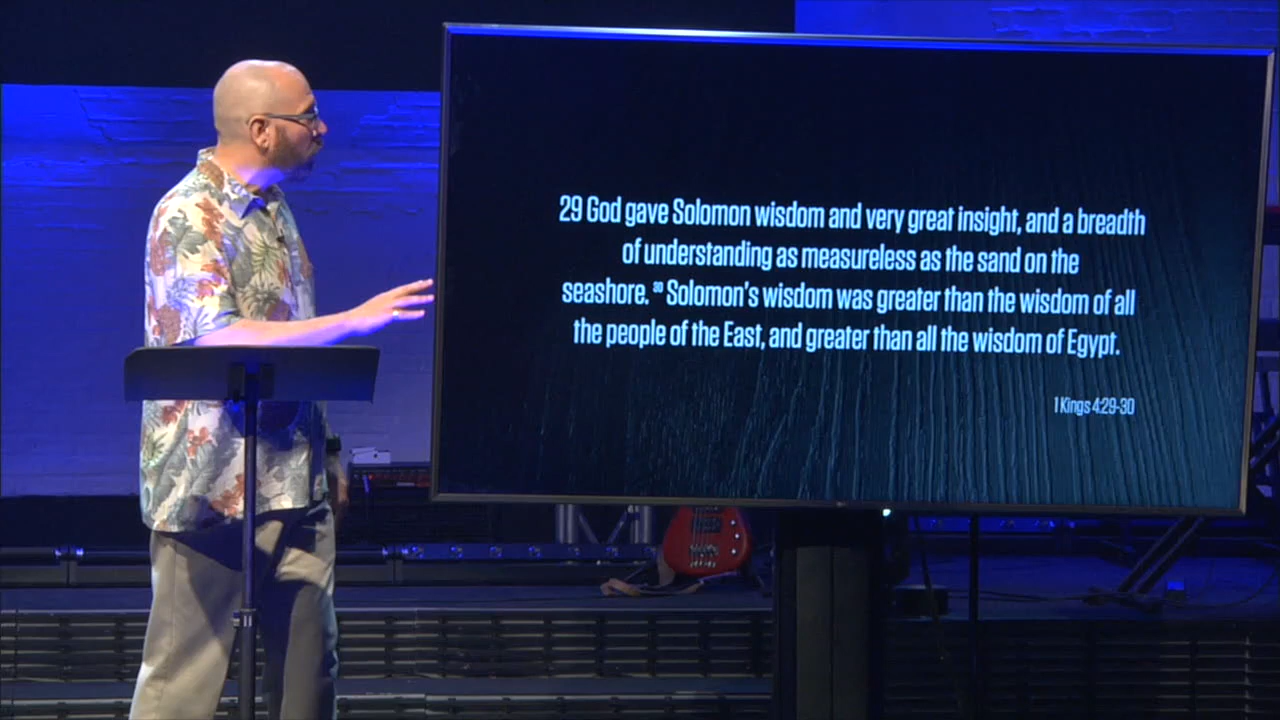 29 God gave Solomon wisdom and very great insight, and a breadth
of understanding as measureless as the sand on the
seashore. ³⁰ Solomon's wisdom was greater than the wisdom of all
the people of the East, and greater than all the wisdom of Egypt.
1 Kings 4:29-30